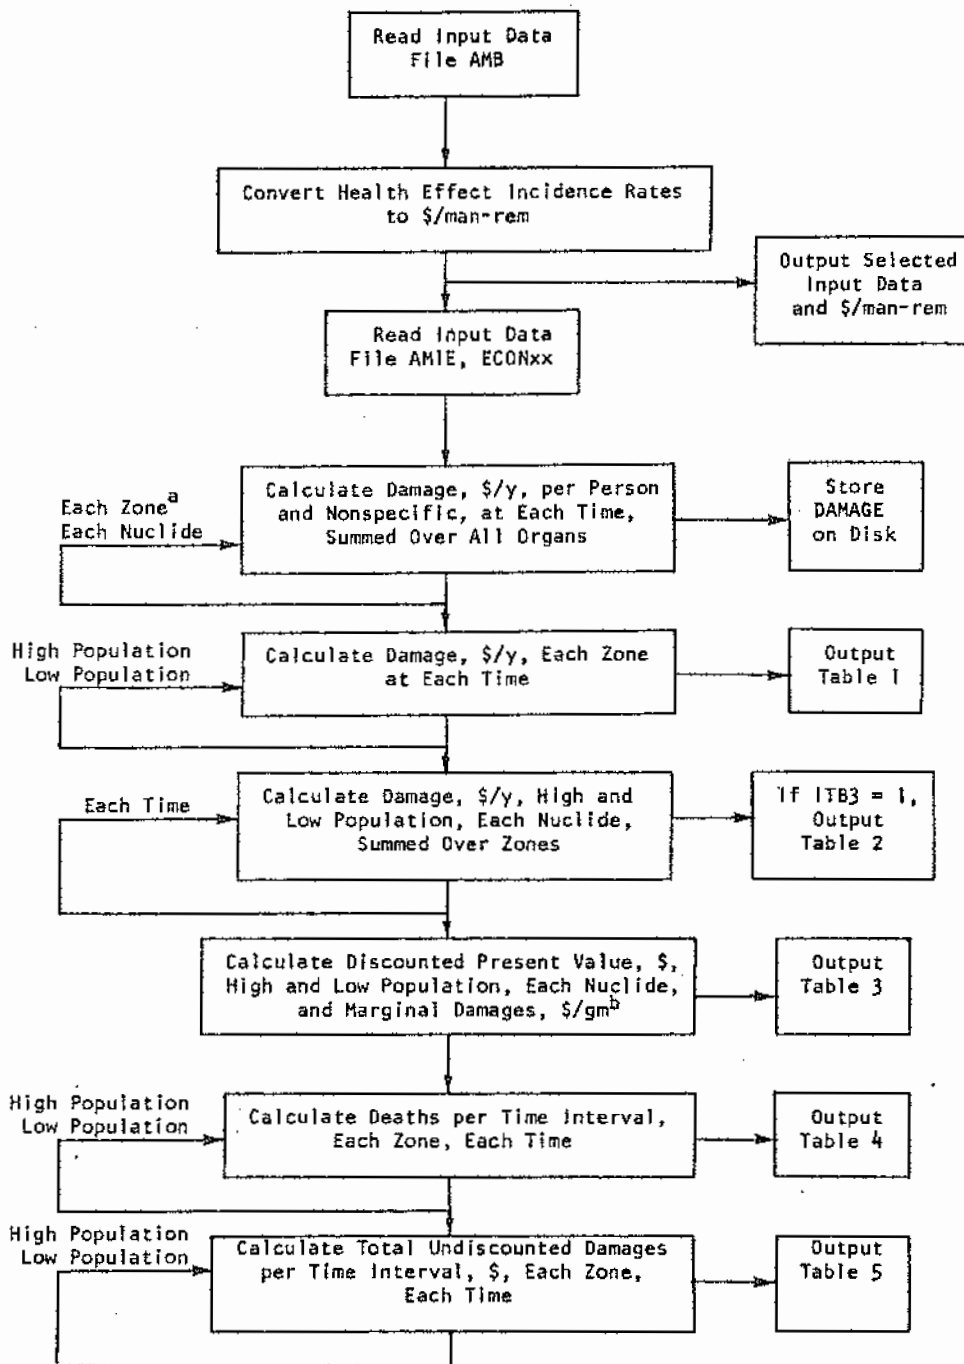 Read Input Data
File AMB
Convert Health Effect Incidence Rates
to $/man-rem
Output Selected
Input Data
and $/man-rem
Read Input Data
File AMIE, ECONxx
Each Zone^a
Each Nuclide
Calculate Damage, $/y, per Person
and Nonspecific, at Each Time,
Summed Over All Organs
Store
DAMAGE
on Disk
High Population
Low Population
Calculate Damage, $/y, Each Zone
at Each Time
Output
Table 1
Each Time
Calculate Damage, $/y, High and
Low Population, Each Nuclide,
Summed Over Zones
If ITB3 = 1,
Output
Table 2
Calculate Discounted Present Value, $,
High and Low Population, Each Nuclide,
and Marginal Damages, $/gm^b
Output
Table 3
High Population
Low Population
Calculate Deaths per Time Interval,
Each Zone, Each Time
Output
Table 4
High Population
Low Population
Calculate Total Undiscounted Damages
per Time Interval, $, Each Zone,
Each Time
Output
Table 5